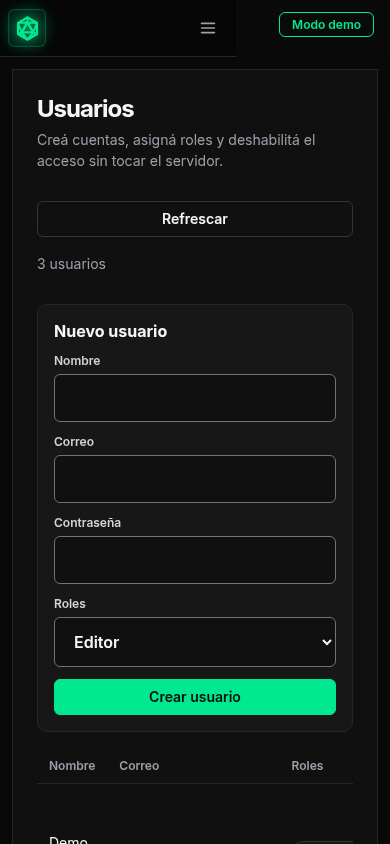 Modo demo
Usuarios
Creá cuentas, asigná roles y deshabilitá el
acceso sin tocar el servidor.
Refrescar
3 usuarios
Nuevo usuario
Nombre
Correo
Contraseña
Roles
Editor
Crear usuario
Nombre Correo Roles
Demo